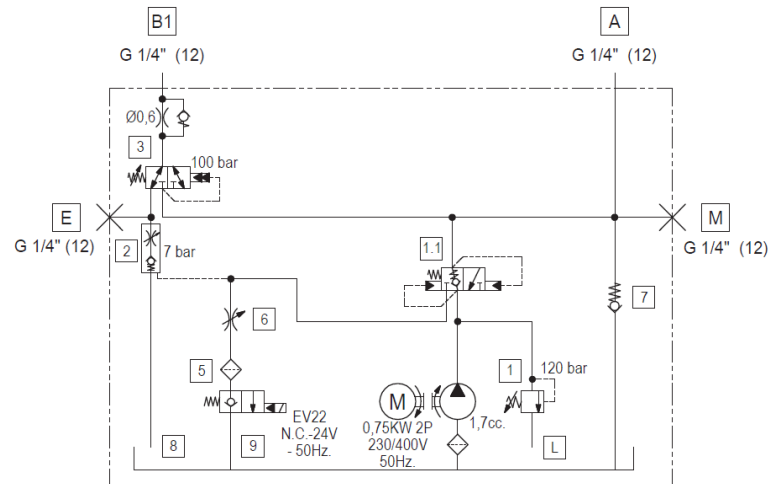 B1
A
G 1/4" (12)
G 1/4" (12)
Ø0,6
3
100 bar
E
M
G 1/4" (12)
G 1/4" (12)
2
7 bar
1.1
7
6
5
1
120 bar
EV22
N.C.-24V
- 50Hz.
M
0,75KW 2P
230/400V
50Hz.
1,7cc.
8
9
L